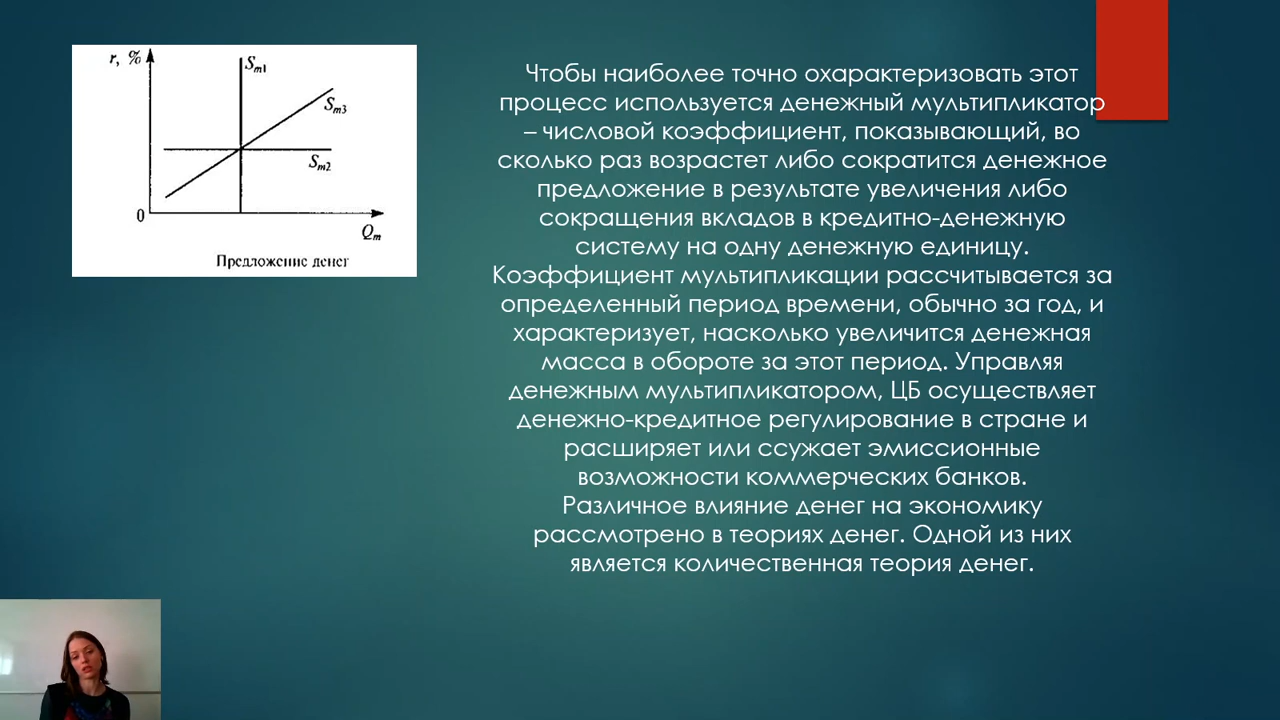 r, %
Sm1
Sm3
Sm2
0
Qm
Предложение денег
Чтобы наиболее точно охарактеризовать этот
процесс используется денежный мультипликатор
– числовой коэффициент, показывающий, во
сколько раз возрастет либо сократится денежное
предложение в результате увеличения либо
сокращения вкладов в кредитно-денежную
систему на одну денежную единицу.
Коэффициент мультипликации рассчитывается за
определенный период времени, обычно за год, и
характеризует, насколько увеличится денежная
масса в обороте за этот период. Управляя
денежным мультипликатором, ЦБ осуществляет
денежно-кредитное регулирование в стране и
расширяет или ссужает эмиссионные
возможности коммерческих банков.
Различное влияние денег на экономику
рассмотрено в теориях денег. Одной из них
является количественная теория денег.